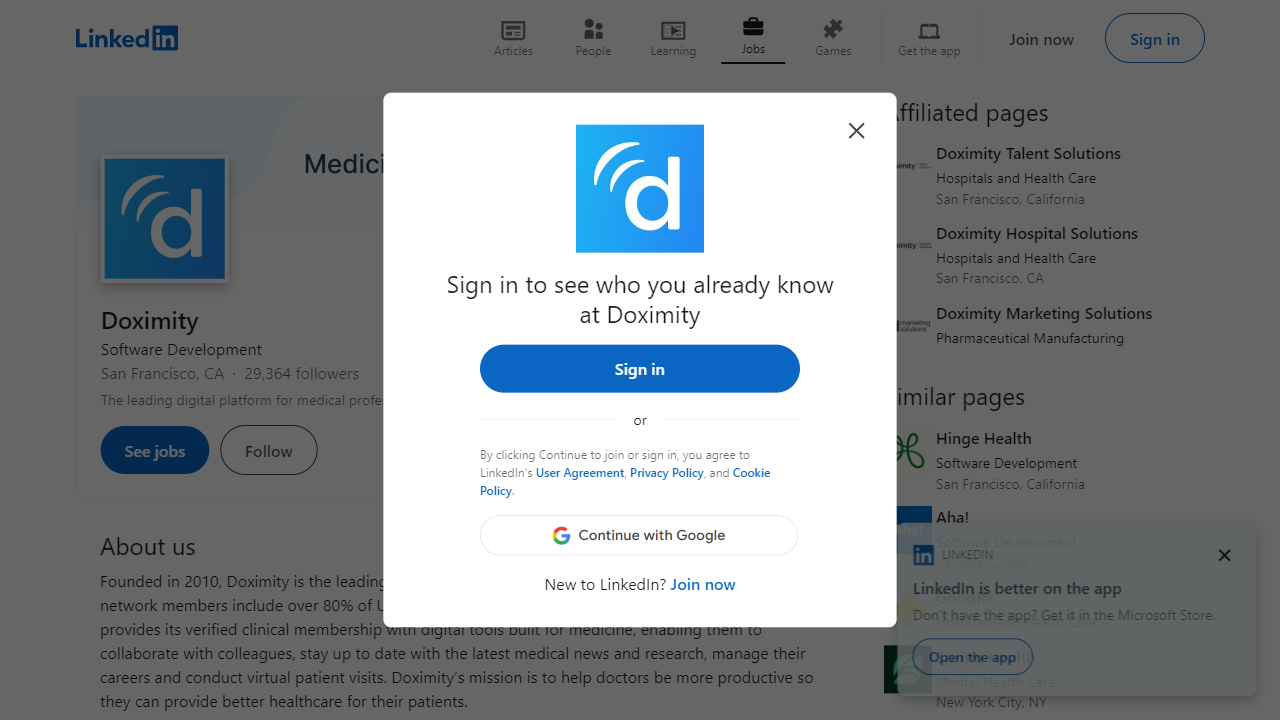 LinkedIn
Articles
People
Learning
Jobs
Games
Get the app
Join now
Sign in
Medici
Doximity
Software Development
San Francisco, CA · 29,364 followers
The leading digital platform for medical
See jobs
Follow
About us
Founded in 2010, Doximity is the leading
network members include over 80% of
provides its verified clinical membership with digital tools built for medicine, enabling them to
collaborate with colleagues, stay up to date with the latest medical news and research, manage their
careers and conduct virtual patient visits. Doximity's mission is to help doctors be more productive so
they can provide better healthcare for their patients.
d
Sign in to see who you already know
at Doximity
Sign in
or
By clicking Continue to join or sign in, you agree to
LinkedIn's User Agreement, Privacy Policy, and Cookie
Policy.
Continue with Google
New to LinkedIn? Join now
Affiliated pages
Doximity Talent Solutions
Hospitals and Health Care
San Francisco, California
Doximity Hospital Solutions
Hospitals and Health Care
San Francisco, CA
Doximity Marketing Solutions
Pharmaceutical Manufacturing
Similar pages
Hinge Health
Software Development
San Francisco, California
Aha!
Software Development
Remote, Global
GoodRx
Hospitals and Health Care
Mental Health Care
New York City, NY
LINKEDIN
LinkedIn is better on the app
Don't have the app? Get it in the Microsoft Store.
Open the app